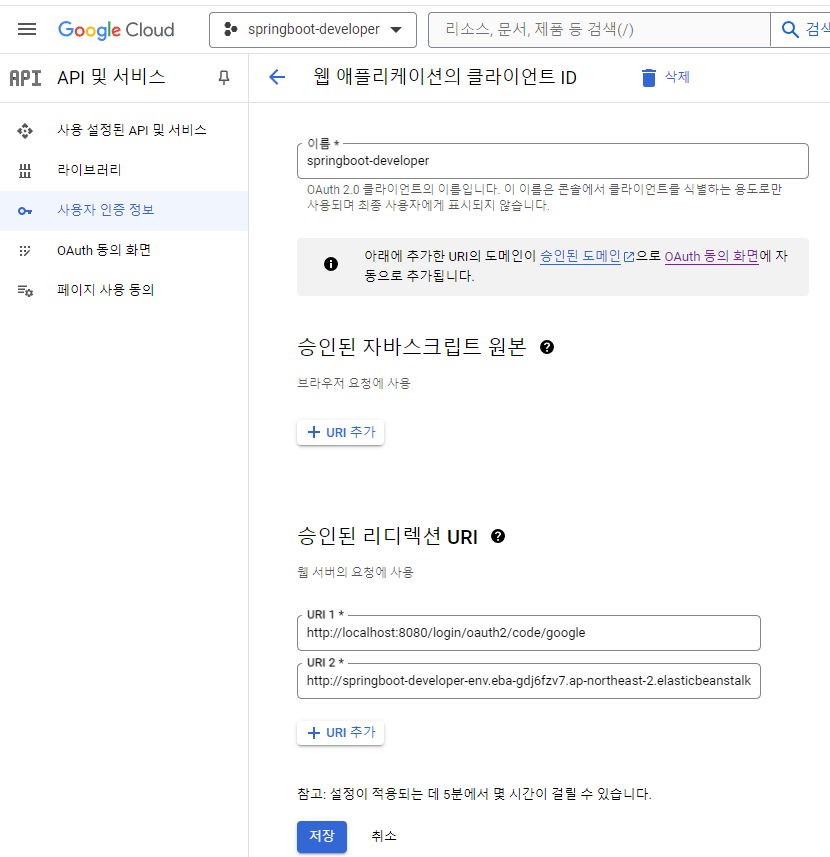 Google Cloud
springboot-developer
리소스, 문서, 제품 등 검색(/)
API API 및 서비스
웹 애플리케이션의 클라이언트 ID
삭제
사용 설정된 API 및 서비스
라이브러리
사용자 인증 정보
OAuth 동의 화면
페이지 사용 동의
이름 *
springboot-developer
OAuth 2.0 클라이언트의 이름입니다. 이 이름은 콘솔에서 클라이언트를 식별하는 용도로만
사용되며 최종 사용자에게 표시되지 않습니다.
아래에 추가한 URI의 도메인이 승인된 도메인으로 OAuth 동의 화면에 자
동으로 추가됩니다.
승인된 자바스크립트 원본
브라우저 요청에 사용
URI 추가
승인된 리디렉션 URI
웹 서버의 요청에 사용
URI 1 *
http://localhost:8080/login/oauth2/code/google
URI 2 *
http://springboot-developer-env.eba-gdj6fzv7.ap-northeast-2.elasticbeanstalk
URI 추가
참고: 설정이 적용되는 데 5분에서 몇 시간이 걸릴 수 있습니다.
저장
취소